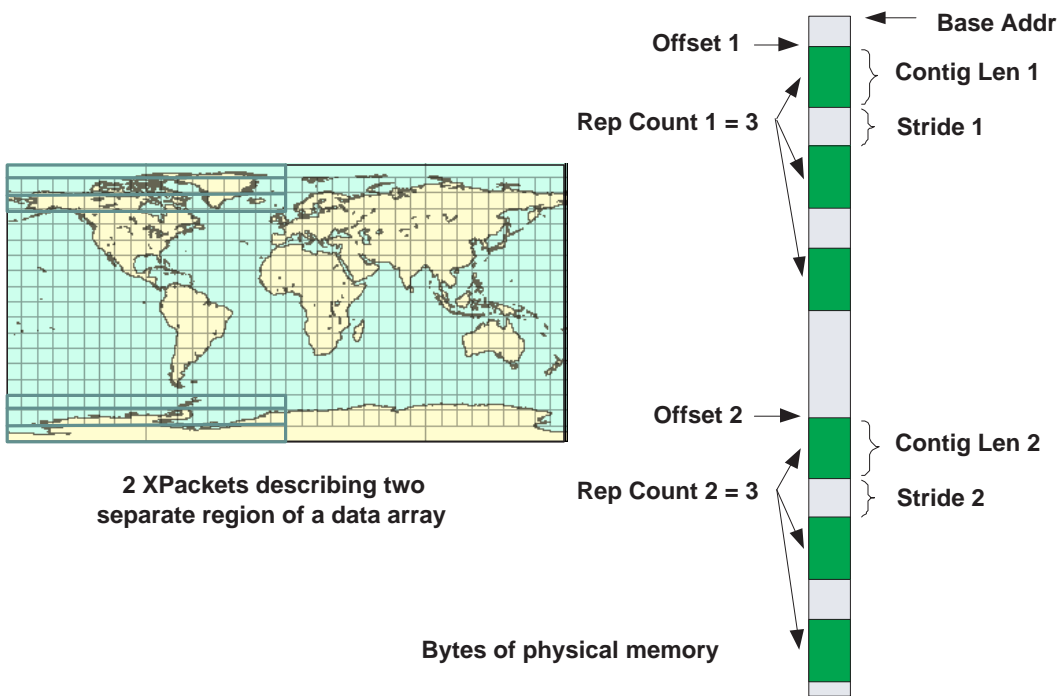 Base Addr
Offset 1
Contig Len 1
Rep Count 1 = 3
Stride 1
Offset 2
Contig Len 2
2 XPackets describing two
separate region of a data array
Rep Count 2 = 3
Stride 2
Bytes of physical memory